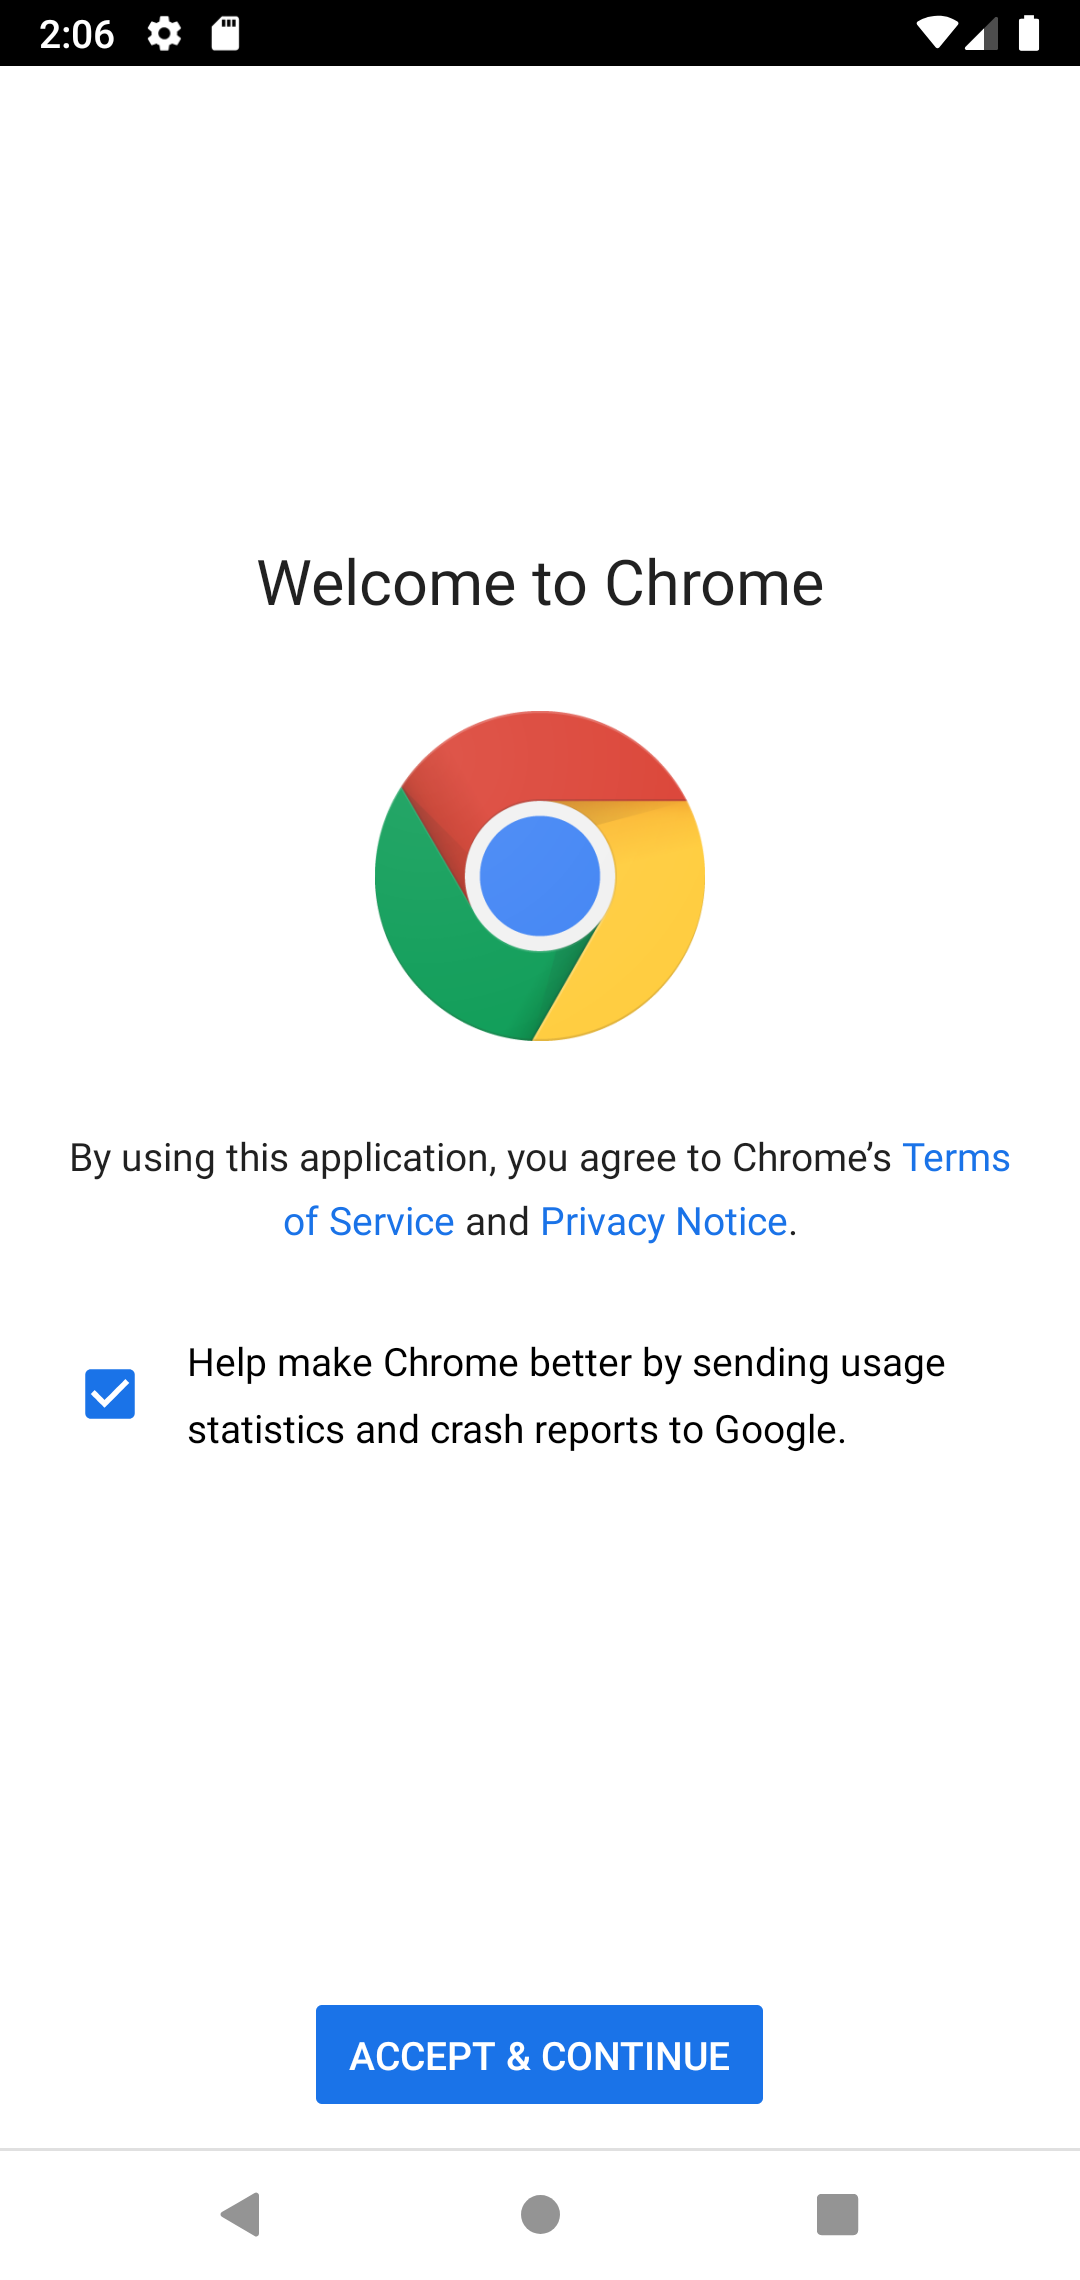 2:06
Welcome to Chrome
By using this application, you agree to Chrome’s Terms
of Service and Privacy Notice.
Help make Chrome better by sending usage
statistics and crash reports to Google.
ACCEPT & CONTINUE